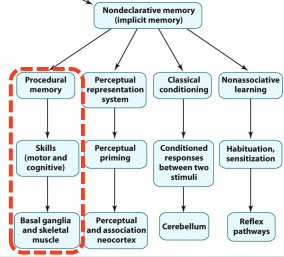 Nondeclarative memory
(implicit memory)
Procedural
memory
Perceptual
representation
system
Classical
conditioning
Nonassociative
learning
Skills
(motor and
cognitive)
Perceptual
priming
Conditioned
responses
between two
stimuli
Habituation,
sensitization
Basal ganglia
and skeletal
muscle
Perceptual
and association
neocortex
Cerebellum
Reflex
pathways